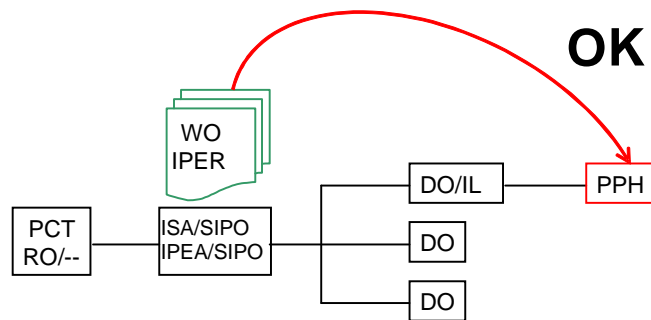 OK
WO
IPER
DO/IL
PPH
PCT
RO/--
ISA/SIPO
IPEA/SIPO
DO
DO